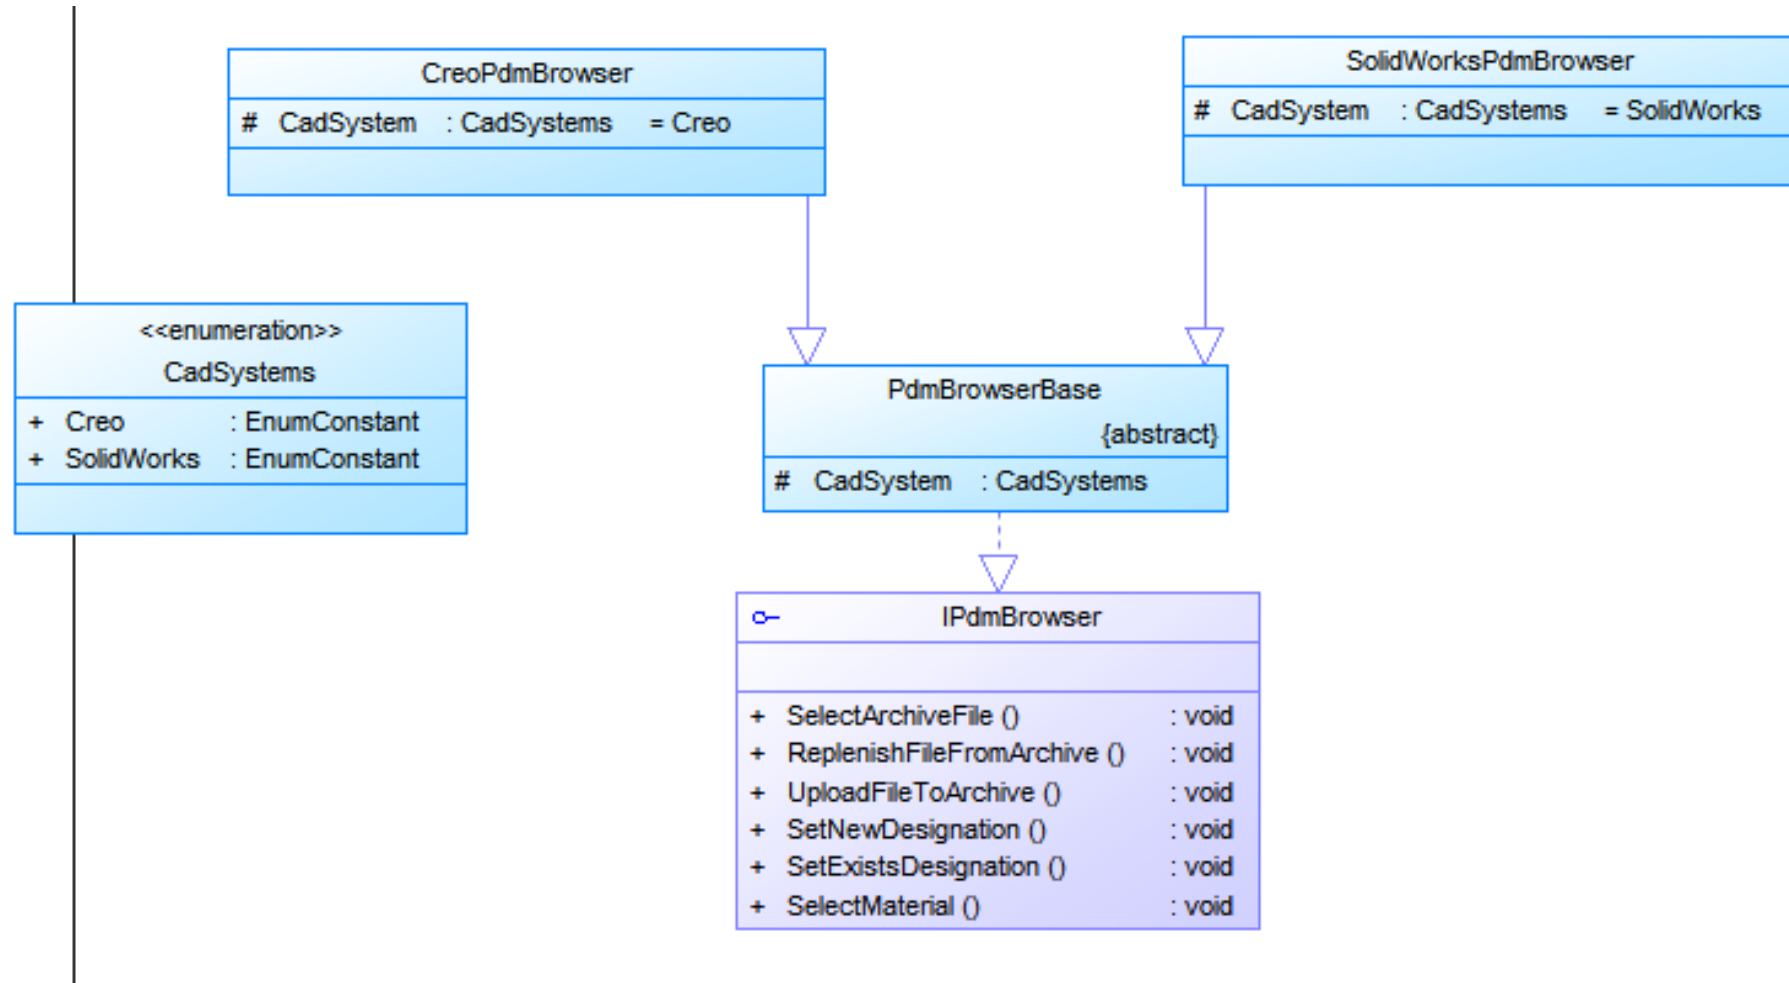 CreoPdmBrowser
# CadSystem : CadSystems = Creo
SolidWorksPdmBrowser
# CadSystem : CadSystems = SolidWorks
<<enumeration>>
CadSystems
+ Creo : EnumConstant
+ SolidWorks : EnumConstant
PdmBrowserBase
{abstract}
# CadSystem : CadSystems
IPdmBrowser
+ SelectArchiveFile () : void
+ ReplenishFileFromArchive () : void
+ UploadFileToArchive () : void
+ SetNewDesignation () : void
+ SetExistsDesignation () : void
+ SelectMaterial () : void